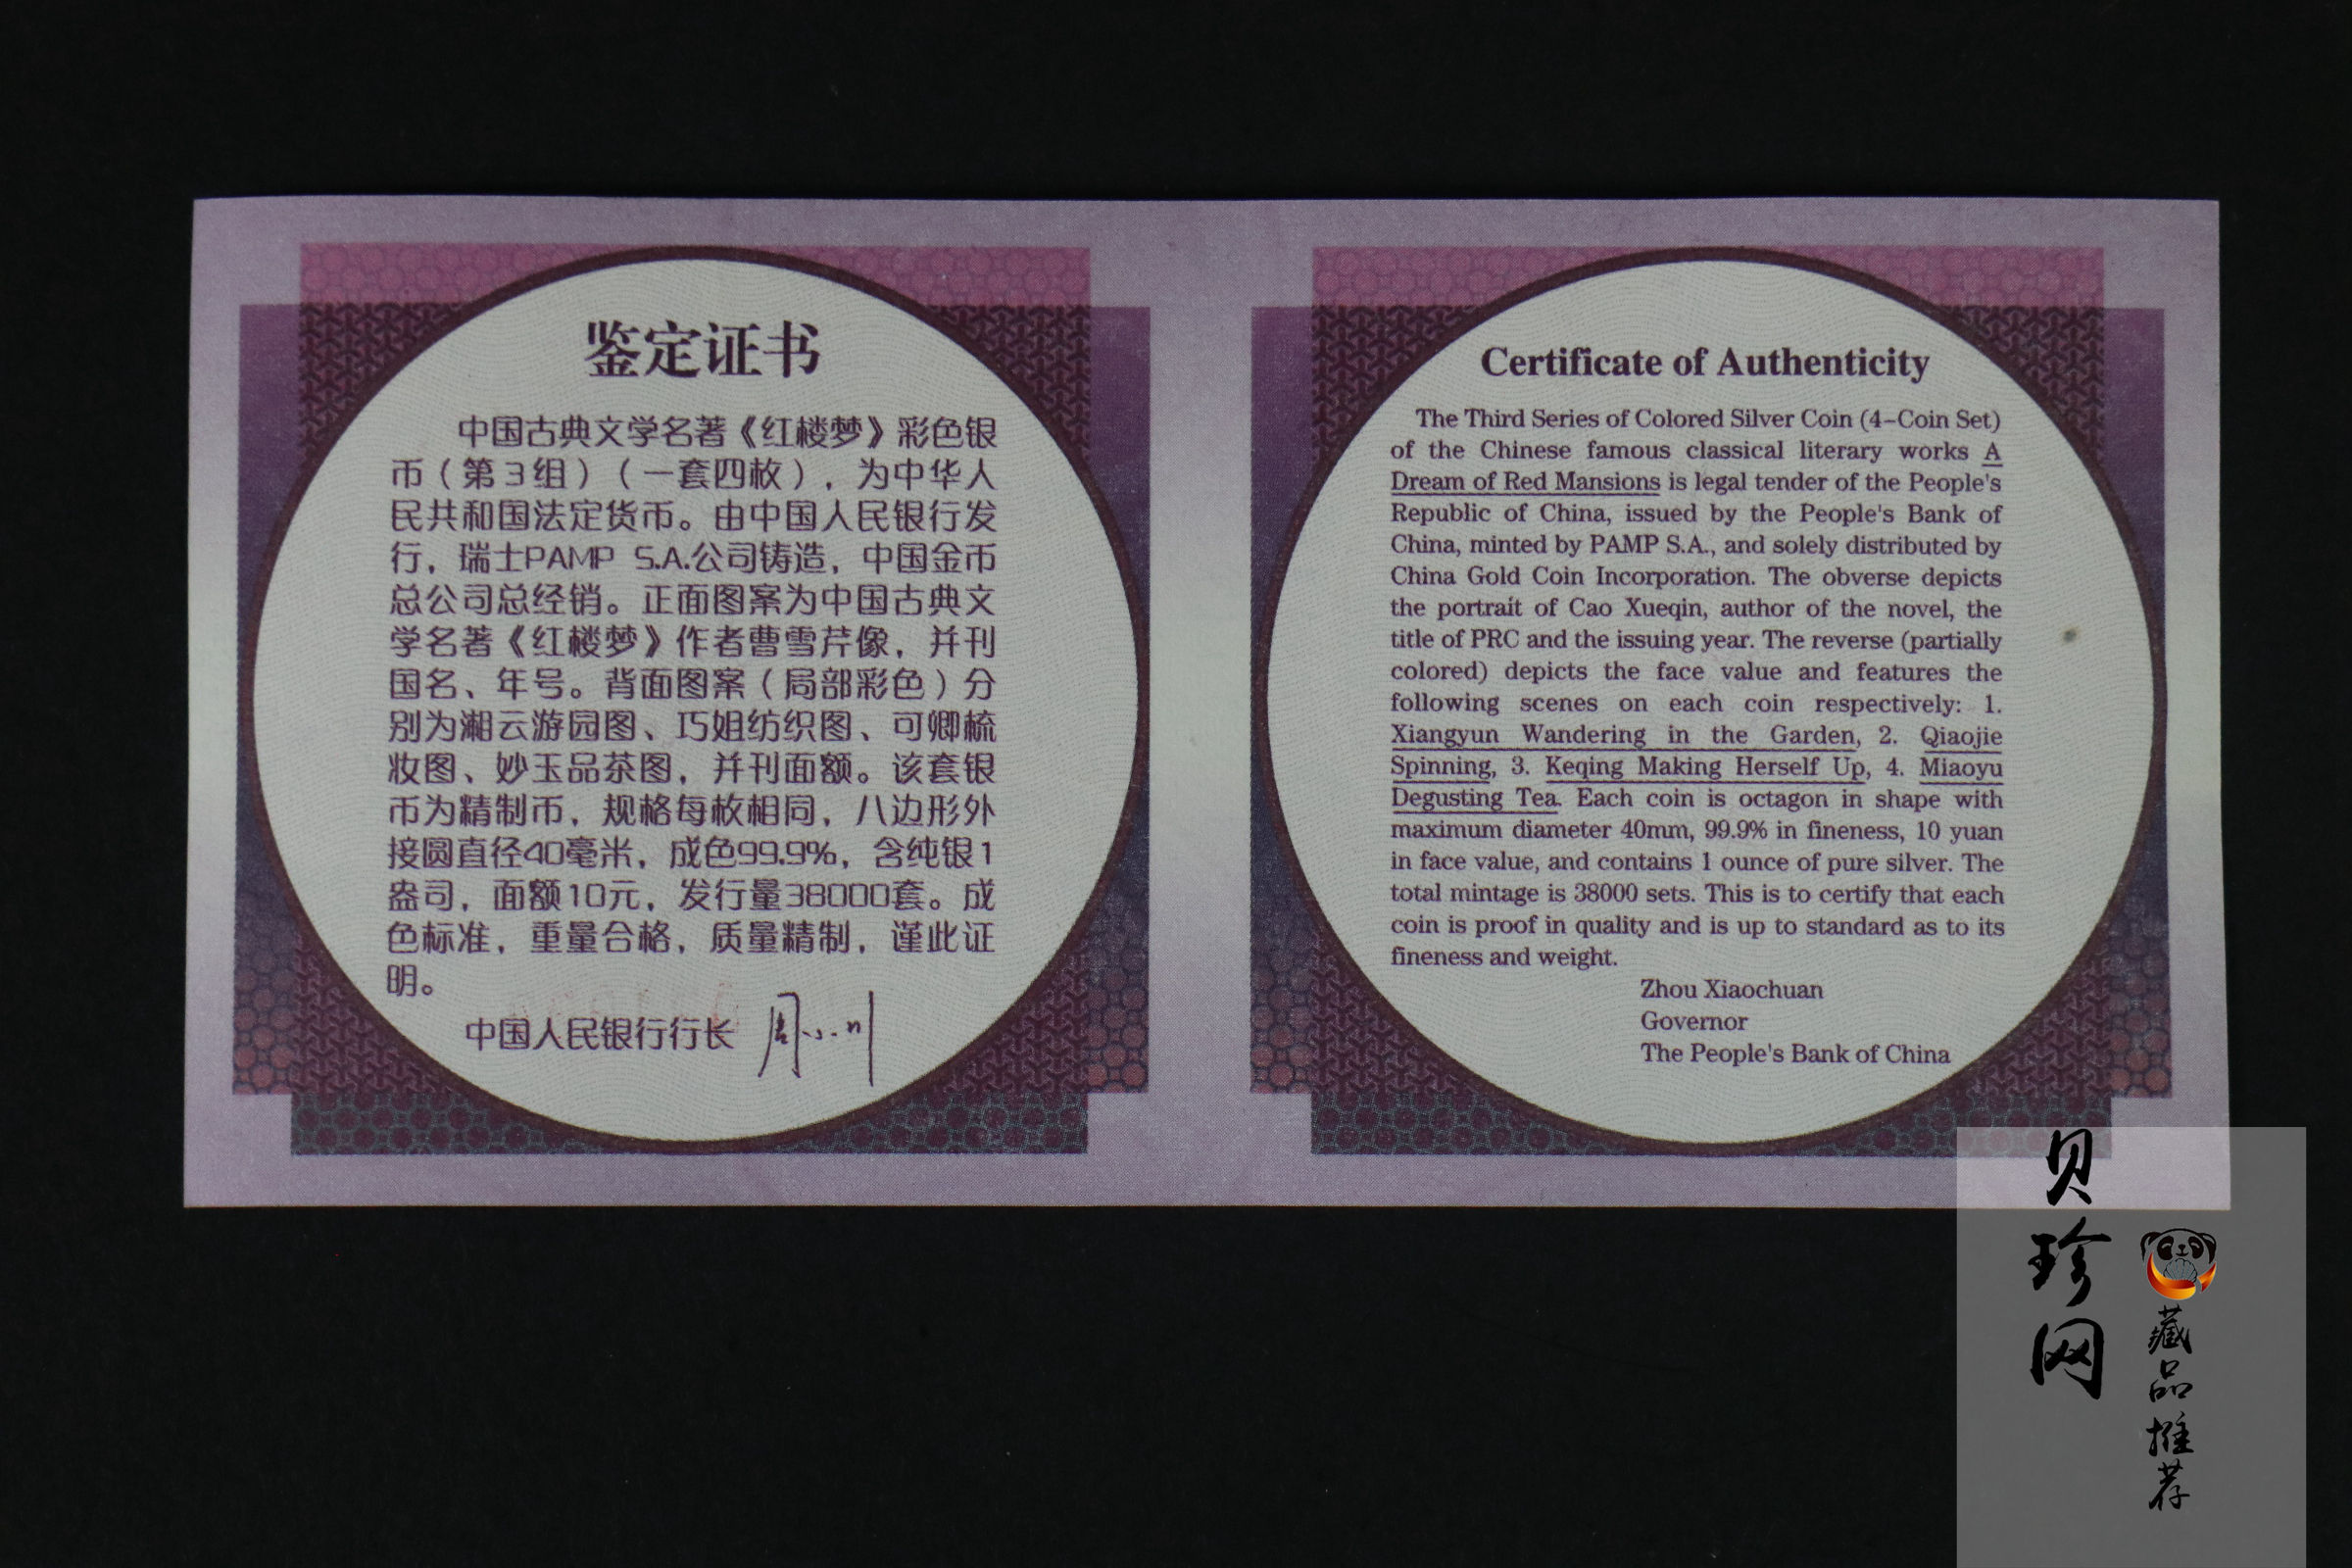 鉴定证书
中国古典文学名著《红楼梦》彩色银
币（第3组）（一套四枚），为中华人
民共和国法定货币。由中国人民银行发
行，瑞士PAMP S.A.公司铸造，中国金币
总公司总经销。正面图案为中国古典文
学名著《红楼梦》作者曹雪芹像，并刊
国名、年号。背面图案（局部彩色）分
别为湘云游园图、巧姐纺织图、可卿梳
妆图、妙玉品茶图，并刊面额。该套银
币为精制币，规格每枚相同，八边形外
接圆直径40毫米，成色99.9%，含纯银1
盎司，面额10元，发行量38000套。成
色标准，重量合格，质量精制，谨此证
明。
中国人民银行行长 周小川
Certificate of Authenticity
The Third Series of Colored Silver Coin (4-Coin Set)
of the Chinese famous classical literary works A
Dream of Red Mansions is legal tender of the People's
Republic of China, issued by the People's Bank of
China, minted by PAMP S.A., and solely distributed by
China Gold Coin Incorporation. The obverse depicts
the portrait of Cao Xueqin, author of the novel, the
title of PRC and the issuing year. The reverse (partially
colored) depicts the face value and features the
following scenes on each coin respectively: 1.
Xiangyun Wandering in the Garden, 2. Qiaojie
Spinning, 3. Keqing Making Herself Up, 4. Miaoyu
Degusting Tea. Each coin is octagon in shape with
maximum diameter 40mm, 99.9% in fineness, 10 yuan
in face value, and contains 1 ounce of pure silver. The
total mintage is 38000 sets. This is to certify that each
coin is proof in quality and is up to standard as to its
fineness and weight.
Zhou Xiaochuan
Governor
The People's Bank of China
贝珍网
藏品推荐